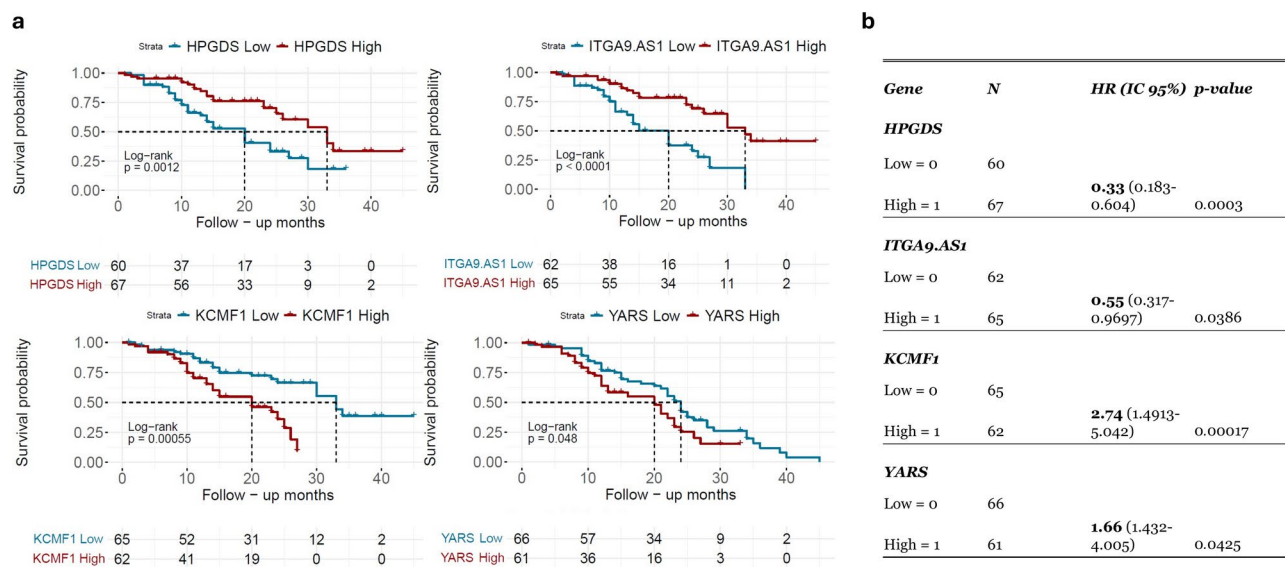 a
Strata HPGDS Low HPGDS High
Survival probability
1.00
0.75
0.50
0.25
0.00
Log-rank
p = 0.0012
0 10 20 30 40
Follow - up months
HPGDS Low 60 37 17 3 0
HPGDS High 67 56 33 9 2
Strata ITGA9.AS1 Low ITGA9.AS1 High
Survival probability
1.00
0.75
0.50
0.25
0.00
Log-rank
p < 0.0001
0 10 20 30 40
Follow - up months
ITGA9.AS1 Low 62 38 16 1 0
ITGA9.AS1 High 65 55 34 11 2
Strata KCMF1 Low KCMF1 High
Survival probability
1.00
0.75
0.50
0.25
0.00
Log-rank
p = 0.00055
0 10 20 30 40
Follow - up months
KCMF1 Low 65 52 31 12 2
KCMF1 High 62 41 19 0 0
Strata YARS Low YARS High
Survival probability
1.00
0.75
0.50
0.25
0.00
Log-rank
p = 0.048
0 10 20 30 40
Follow - up months
YARS Low 66 57 34 9 2
YARS High 61 36 16 3 0
b
Gene N HR (IC 95%) p-value
HPGDS
Low = 0 60
High = 1 67 0.33 (0.183-
0.604) 0.0003
ITGA9.AS1
Low = 0 62
High = 1 65 0.55 (0.317-
0.9697) 0.0386
KCMF1
Low = 0 65
High = 1 62 2.74 (1.4913-
5.042) 0.00017
YARS
Low = 0 66
High = 1 61 1.66 (1.432-
4.005) 0.0425